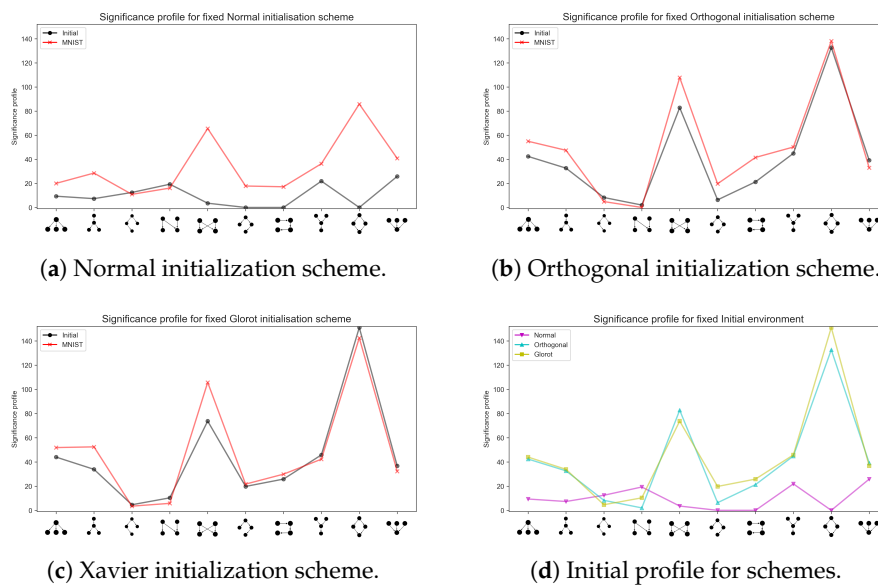 Significance profile for fixed Normal initialisation scheme
Initial
MNIST
Significance profile
140
120
100
80
60
40
20
0
(a) Normal initialization scheme.
Significance profile for fixed Orthogonal initialisation scheme
Initial
MNIST
Significance profile
140
120
100
80
60
40
20
0
(b) Orthogonal initialization scheme.
Significance profile for fixed Glorot initialisation scheme
Initial
MNIST
Significance profile
140
120
100
80
60
40
20
0
(c) Xavier initialization scheme.
Significance profile for fixed Initial environment
Normal
Orthogonal
Glorot
Significance profile
140
120
100
80
60
40
20
0
(d) Initial profile for schemes.